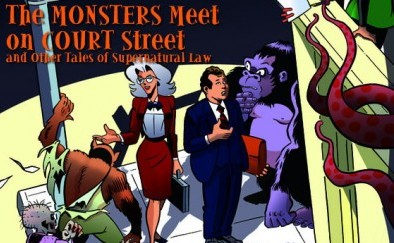 The MONSTERS Meet
on COURT Street
and Other Tales of Supernatural Law